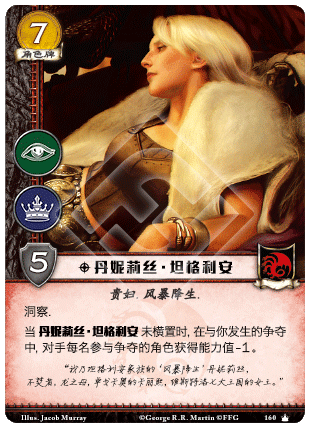 7
角色牌
5
丹妮莉丝·坦格利安
贵妇. 风暴降生.
洞察.
当 丹妮莉丝·坦格利安 未横置时, 在与你发生的争夺
中, 对手每名参与争夺的角色获得能力值-1。
“我乃坦格利安家族的‘风暴降生’丹妮莉丝,
不焚者, 龙之母, 卓戈卡奥的卡丽熙, 维斯特洛七大王国的女王。”
Illus. Jacob Murray ©George R.R. Martin ©FFG 160